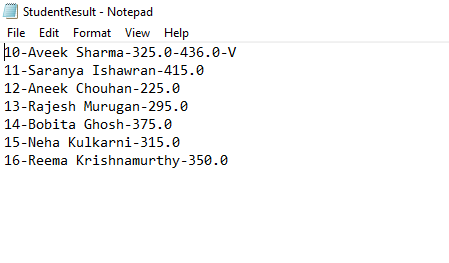 StudentResult - Notepad
File Edit Format View Help
10-Aveek Sharma-325.0-436.0-V
11-Saranya Ishawran-415.0
12-Aneek Chouhan-225.0
13-Rajesh Murugan-295.0
14-Bobita Ghosh-375.0
15-Neha Kulkarni-315.0
16-Reema Krishnamurthy-350.0